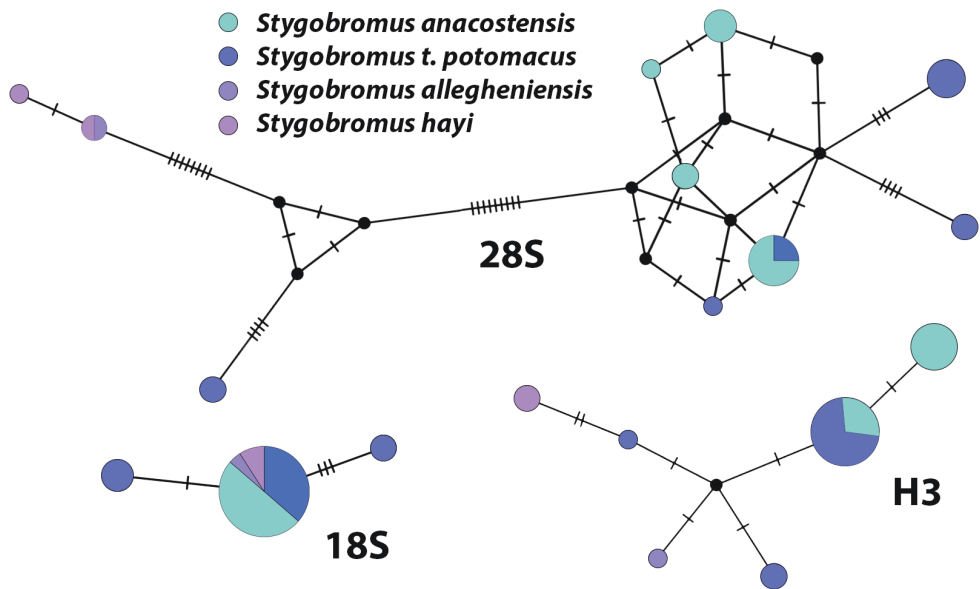 Stygobromus anacostensis
Stygobromus t. potomacus
Stygobromus allegheniensis
Stygobromus hayi
28S
18S
H3